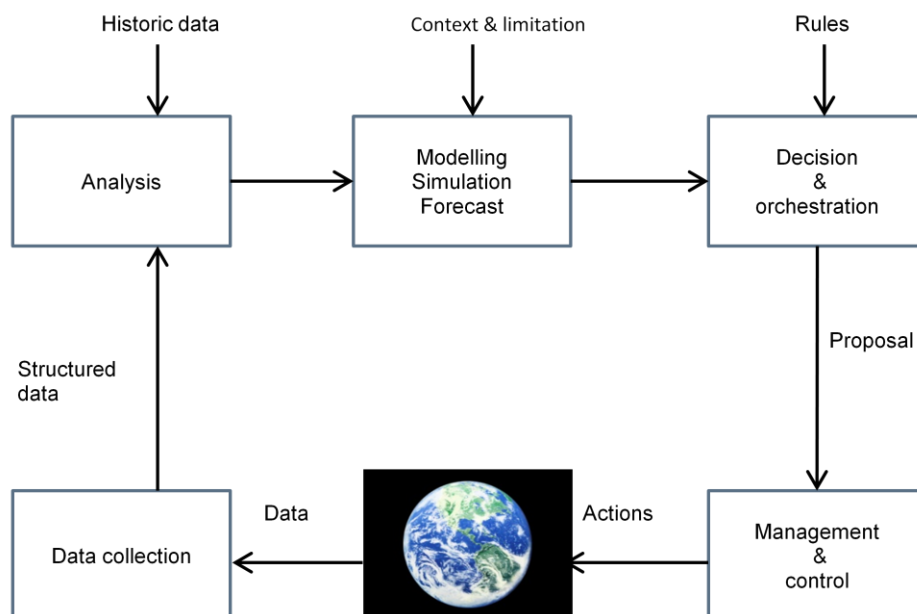 Historic data
Context & limitation
Rules
Analysis
Modelling
Simulation
Forecast
Decision
&
orchestration
Structured
data
Proposal
Data collection
Data
Actions
Management
&
control